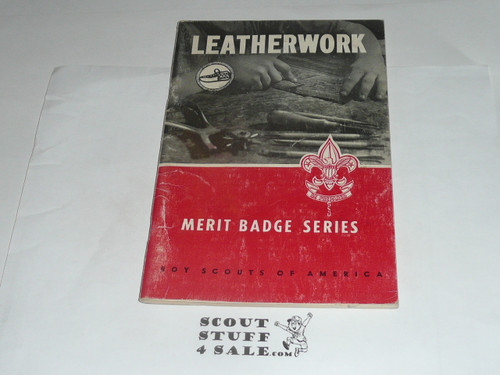 LEATHERWORK
MERIT BADGE SERIES
BOY SCOUTS OF AMERICA
SCOUT
STUFF
4 SALE.com